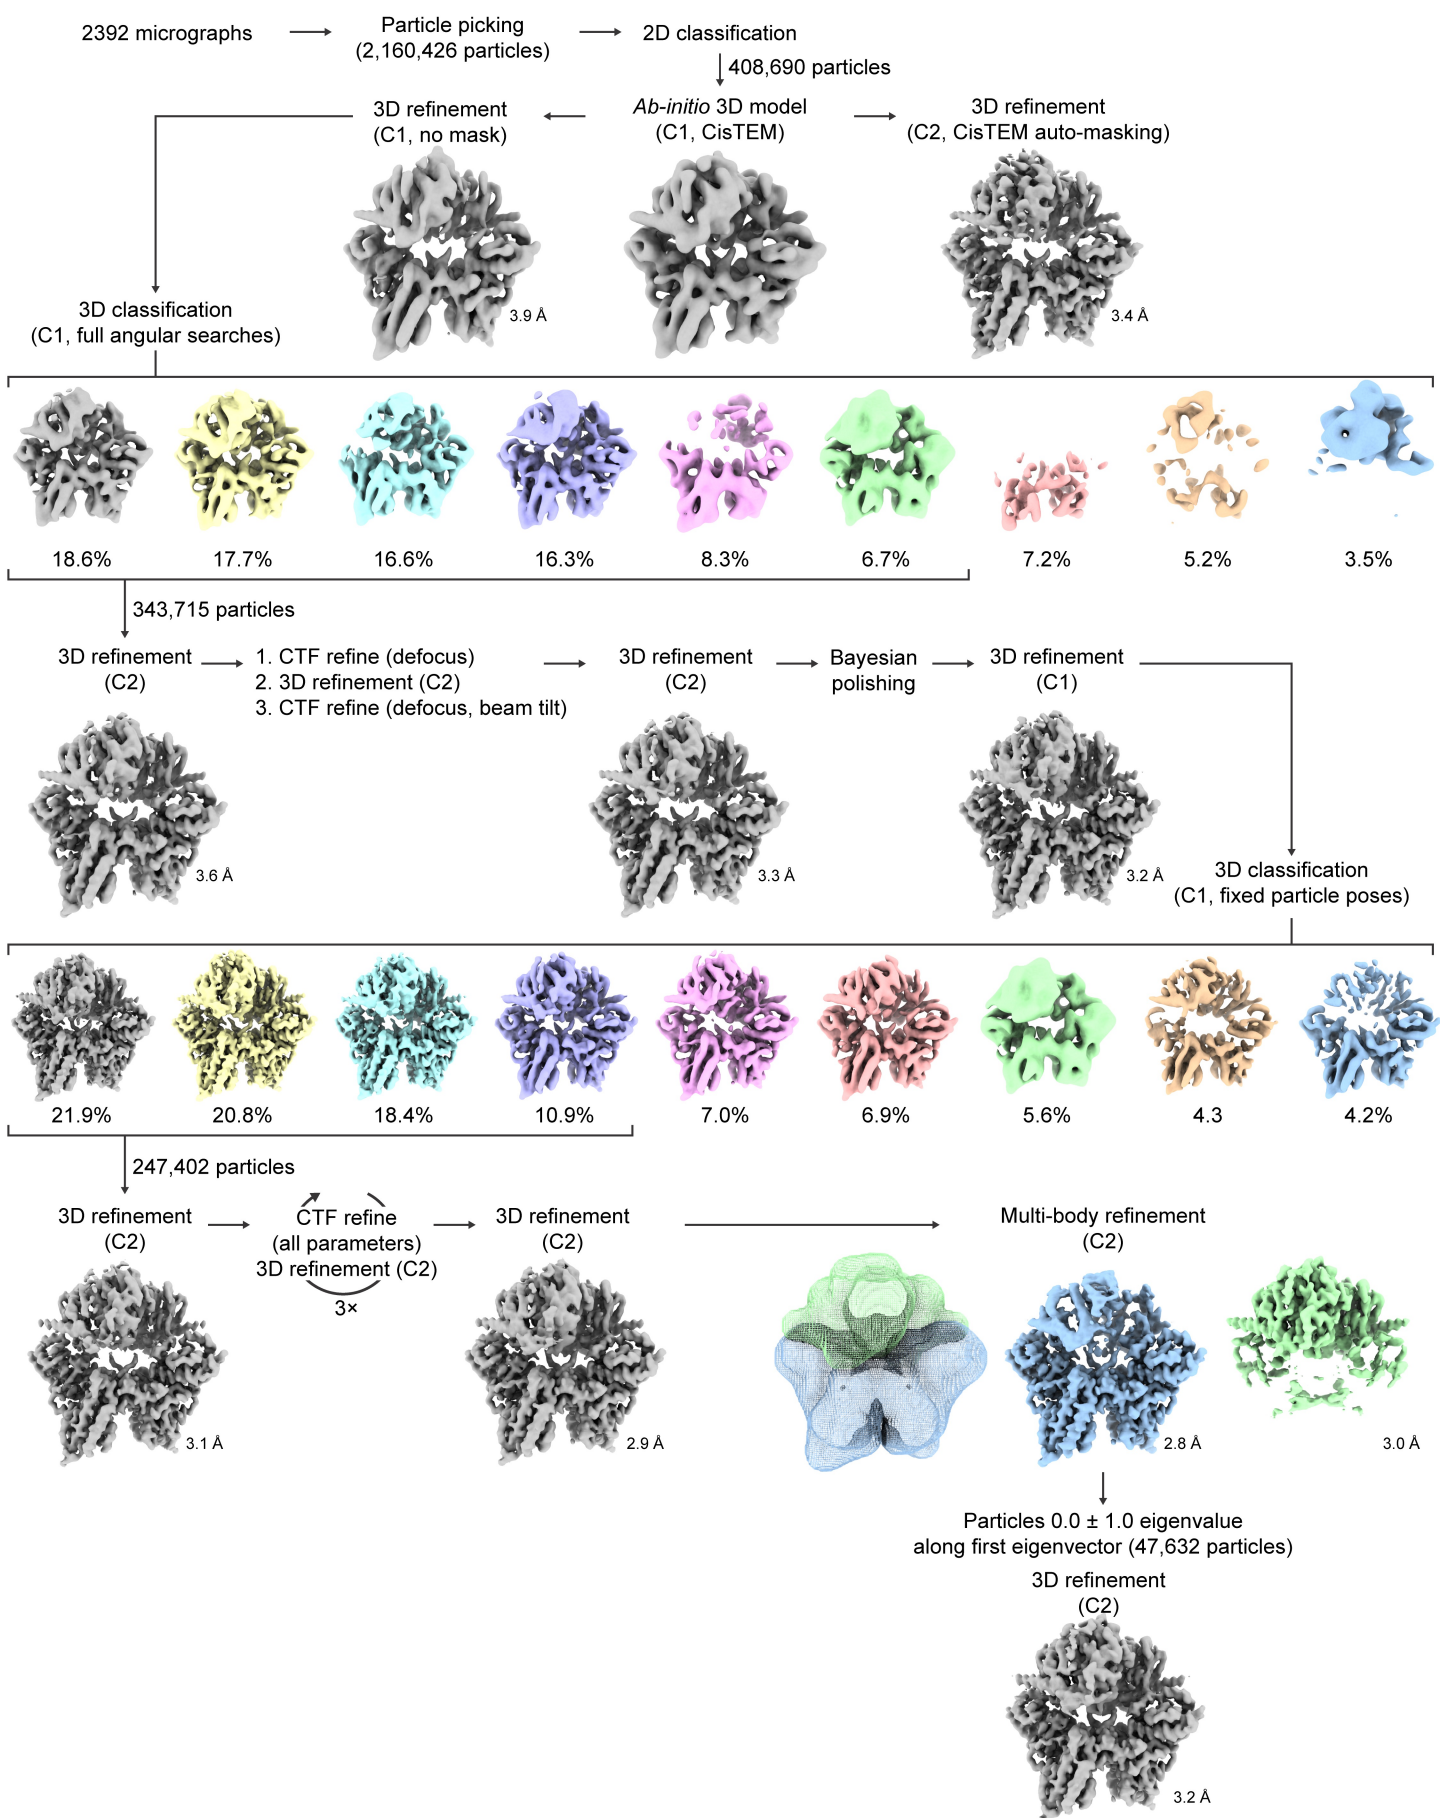 2392 micrographs
Particle picking
(2,160,426 particles)
2D classification
408,690 particles
3D refinement
(C1, no mask)
Ab-initio 3D model
(C1, CisTEM)
3D refinement
(C2, CisTEM auto-masking)
3.9 Å
3.4 Å
3D classification
(C1, full angular searches)
18.6%
17.7%
16.6%
16.3%
8.3%
6.7%
7.2%
5.2%
3.5%
343,715 particles
3D refinement
(C2)
1. CTF refine (defocus)
2. 3D refinement (C2)
3. CTF refine (defocus, beam tilt)
3D refinement
(C2)
Bayesian
polishing
3D refinement
(C1)
3.6 Å
3.3 Å
3.2 Å
3D classification
(C1, fixed particle poses)
21.9%
20.8%
18.4%
10.9%
7.0%
6.9%
5.6%
4.3
4.2%
247,402 particles
3D refinement
(C2)
CTF refine
(all parameters)
3D refinement (C2)
3×
3D refinement
(C2)
Multi-body refinement
(C2)
3.1 Å
2.9 Å
2.8 Å
3.0 Å
Particles 0.0 ± 1.0 eigenvalue
along first eigenvector (47,632 particles)
3D refinement
(C2)
3.2 Å